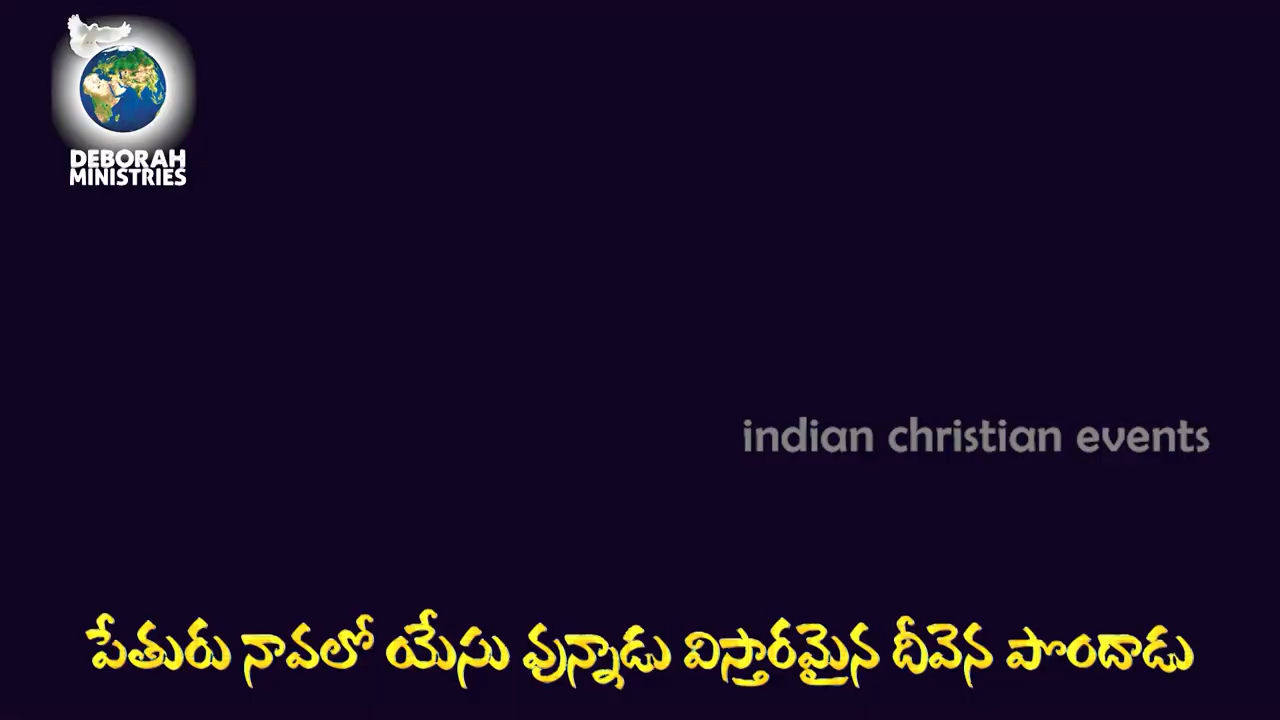 DEBORAH
MINISTRIES
indian christian events
పేతురు నావలో యేసు వున్నాడు విస్తారమైన దీవెన పొందాడు